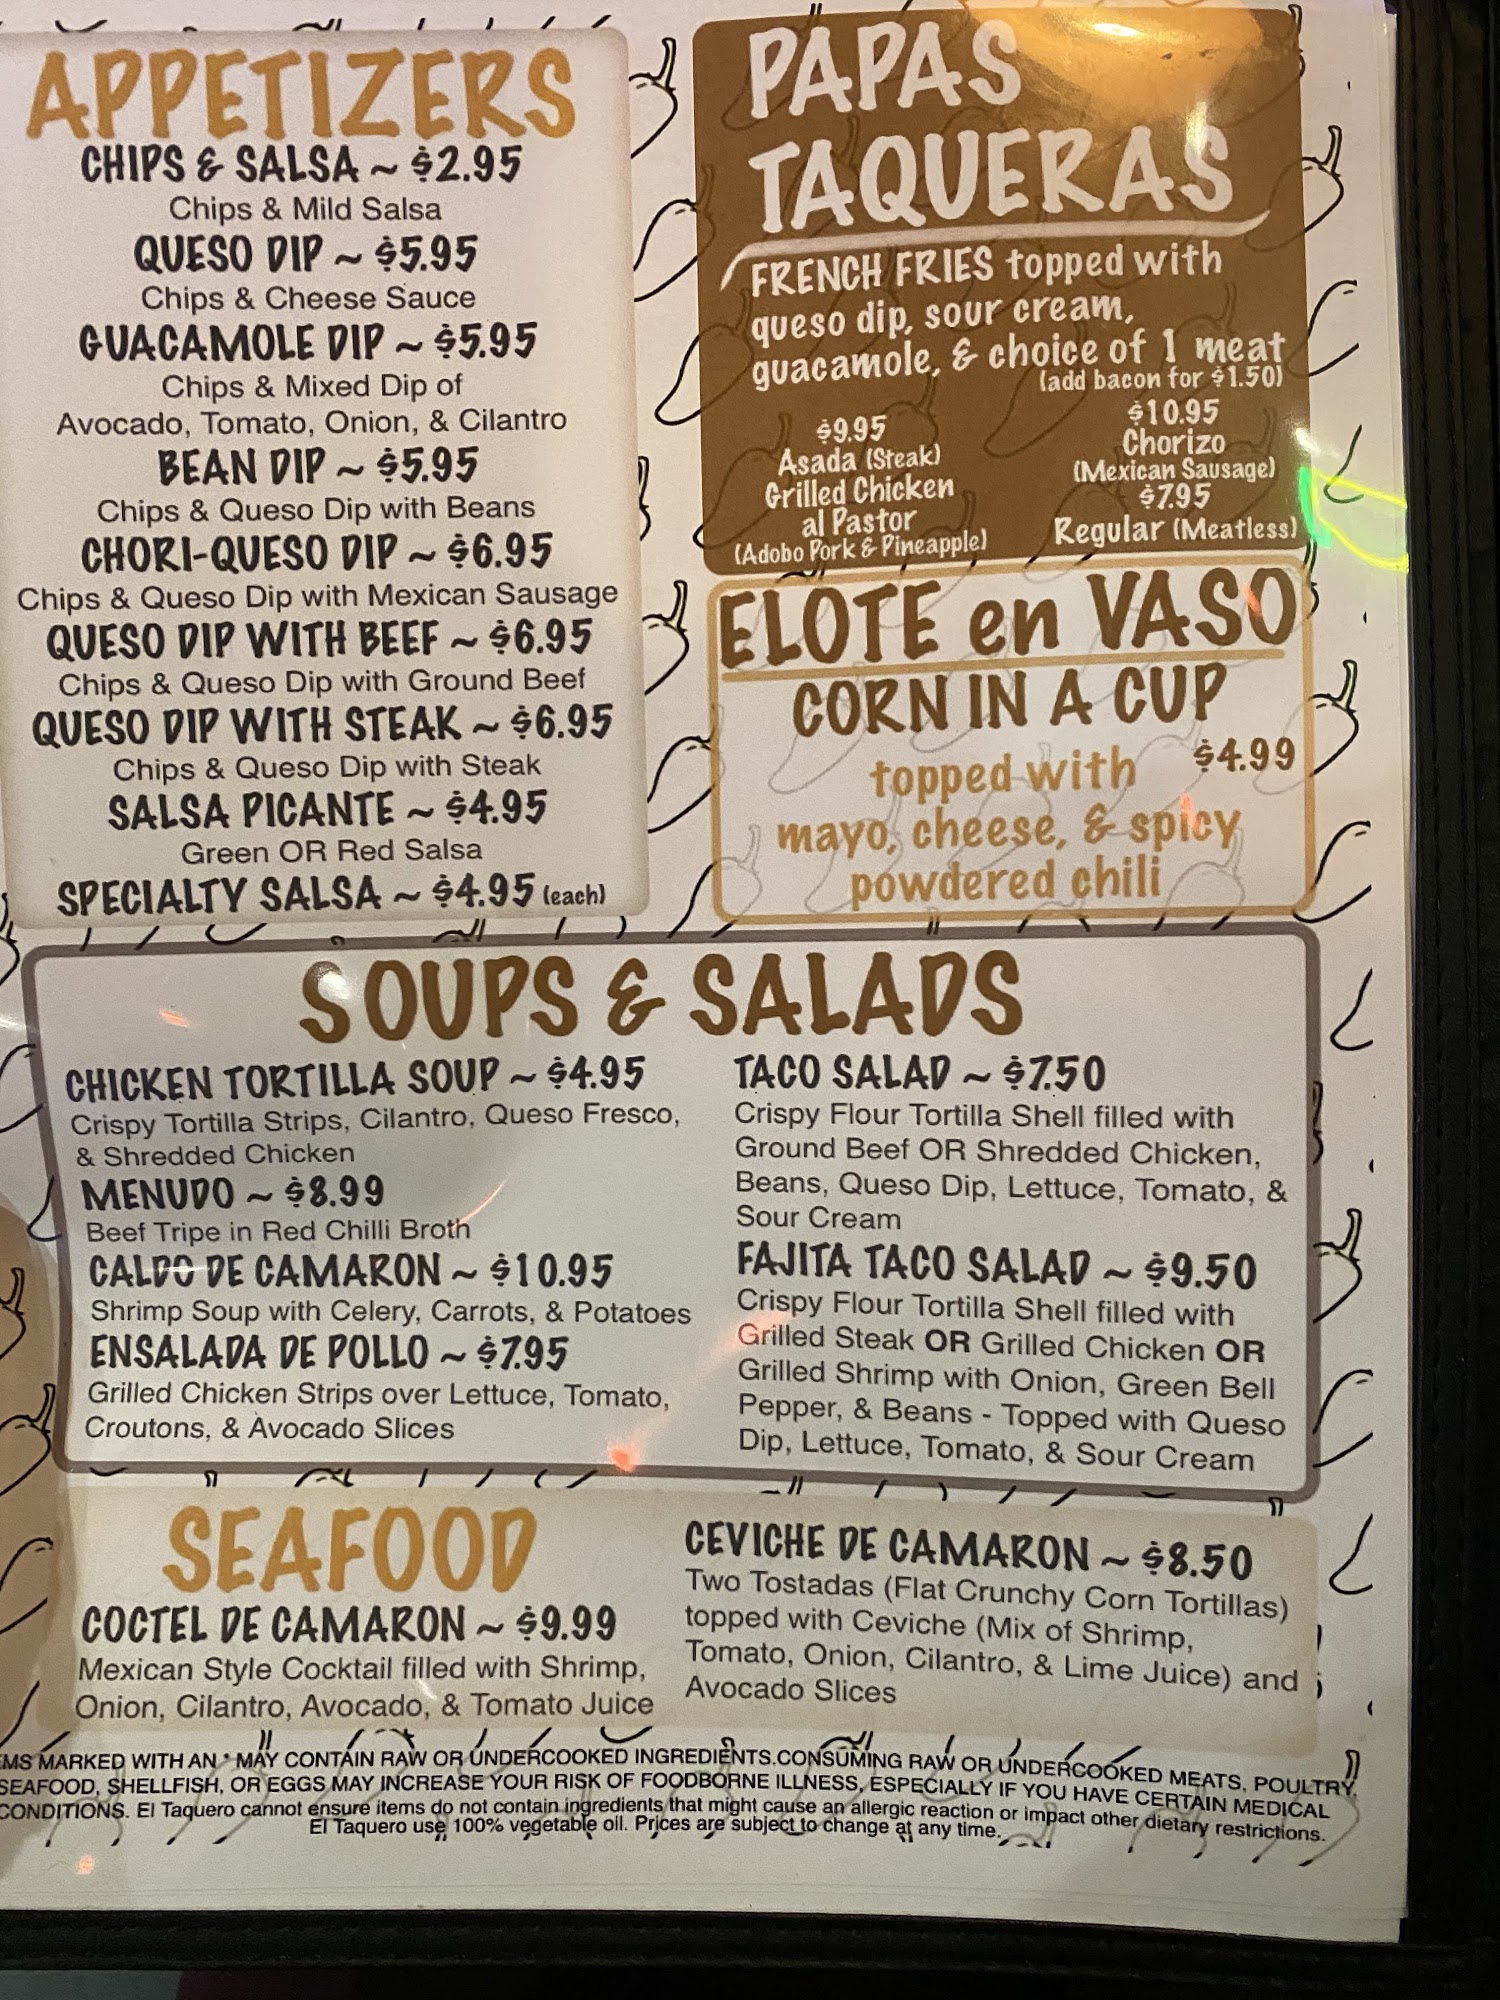 APPETIZERS
CHIPS & SALSA ~ $2.95
Chips & Mild Salsa
QUESO DIP ~ $5.95
Chips & Cheese Sauce
GUACAMOLE DIP ~ $5.95
Chips & Mixed Dip of
Avocado, Tomato, Onion, & Cilantro
BEAN DIP ~ $5.95
Chips & Queso Dip with Beans
CHORI-QUESO DIP ~ $6.95
Chips & Queso Dip with Mexican Sausage
QUESO DIP WITH BEEF ~ $6.95
Chips & Queso Dip with Ground Beef
QUESO DIP WITH STEAK ~ $6.95
Chips & Queso Dip with Steak
SALSA PICANTE ~ $4.95
Green OR Red Salsa
SPECIALTY SALSA ~ $4.95 (each)
PAPAS
TAQUERAS
FRENCH FRIES topped with
queso dip, sour cream,
guacamole, & choice of 1 meat
(add bacon for $1.50)
$9.95
Asada (Steak)
Grilled Chicken
al Pastor
(Adobo Pork & Pineapple)
$10.95
Chorizo
(Mexican Sausage)
$7.95
Regular (Meatless)
ELOTE en VASO
CORN IN A CUP
topped with $4.99
mayo, cheese, & spicy
powdered chili
SOUPS & SALADS
CHICKEN TORTILLA SOUP ~ $4.95
Crispy Tortilla Strips, Cilantro, Queso Fresco,
& Shredded Chicken
MENUDO ~ $8.99
Beef Tripe in Red Chilli Broth
CALDO DE CAMARON ~ $10.95
Shrimp Soup with Celery, Carrots, & Potatoes
ENSALADA DE POLLO ~ $7.95
Grilled Chicken Strips over Lettuce, Tomato,
Croutons, & Avocado Slices
TACO SALAD ~ $7.50
Crispy Flour Tortilla Shell filled with
Ground Beef OR Shredded Chicken,
Beans, Queso Dip, Lettuce, Tomato, &
Sour Cream
FAJITA TACO SALAD ~ $9.50
Crispy Flour Tortilla Shell filled with
Grilled Steak OR Grilled Chicken OR
Grilled Shrimp with Onion, Green Bell
Pepper, & Beans - Topped with Queso
Dip, Lettuce, Tomato, & Sour Cream
SEAFOOD
COCTEL DE CAMARON ~ $9.99
Mexican Style Cocktail filled with Shrimp,
Onion, Cilantro, Avocado, & Tomato Juice
CEVICHE DE CAMARON ~ $8.50
Two Tostadas (Flat Crunchy Corn Tortillas)
topped with Ceviche (Mix of Shrimp,
Tomato, Onion, Cilantro, & Lime Juice) and
Avocado Slices
EMS MARKED WITH AN * MAY CONTAIN RAW OR UNDERCOOKED INGREDIENTS.CONSUMING RAW OR UNDERCOOKED MEATS, POULTRY,
SEAFOOD, SHELLFISH, OR EGGS MAY INCREASE YOUR RISK OF FOODBORNE ILLNESS, ESPECIALLY IF YOU HAVE CERTAIN MEDICAL
CONDITIONS. El Taquero cannot ensure items do not contain ingredients that might cause an allergic reaction or impact other dietary restrictions.
El Taquero use 100% vegetable oil. Prices are subject to change at any time.